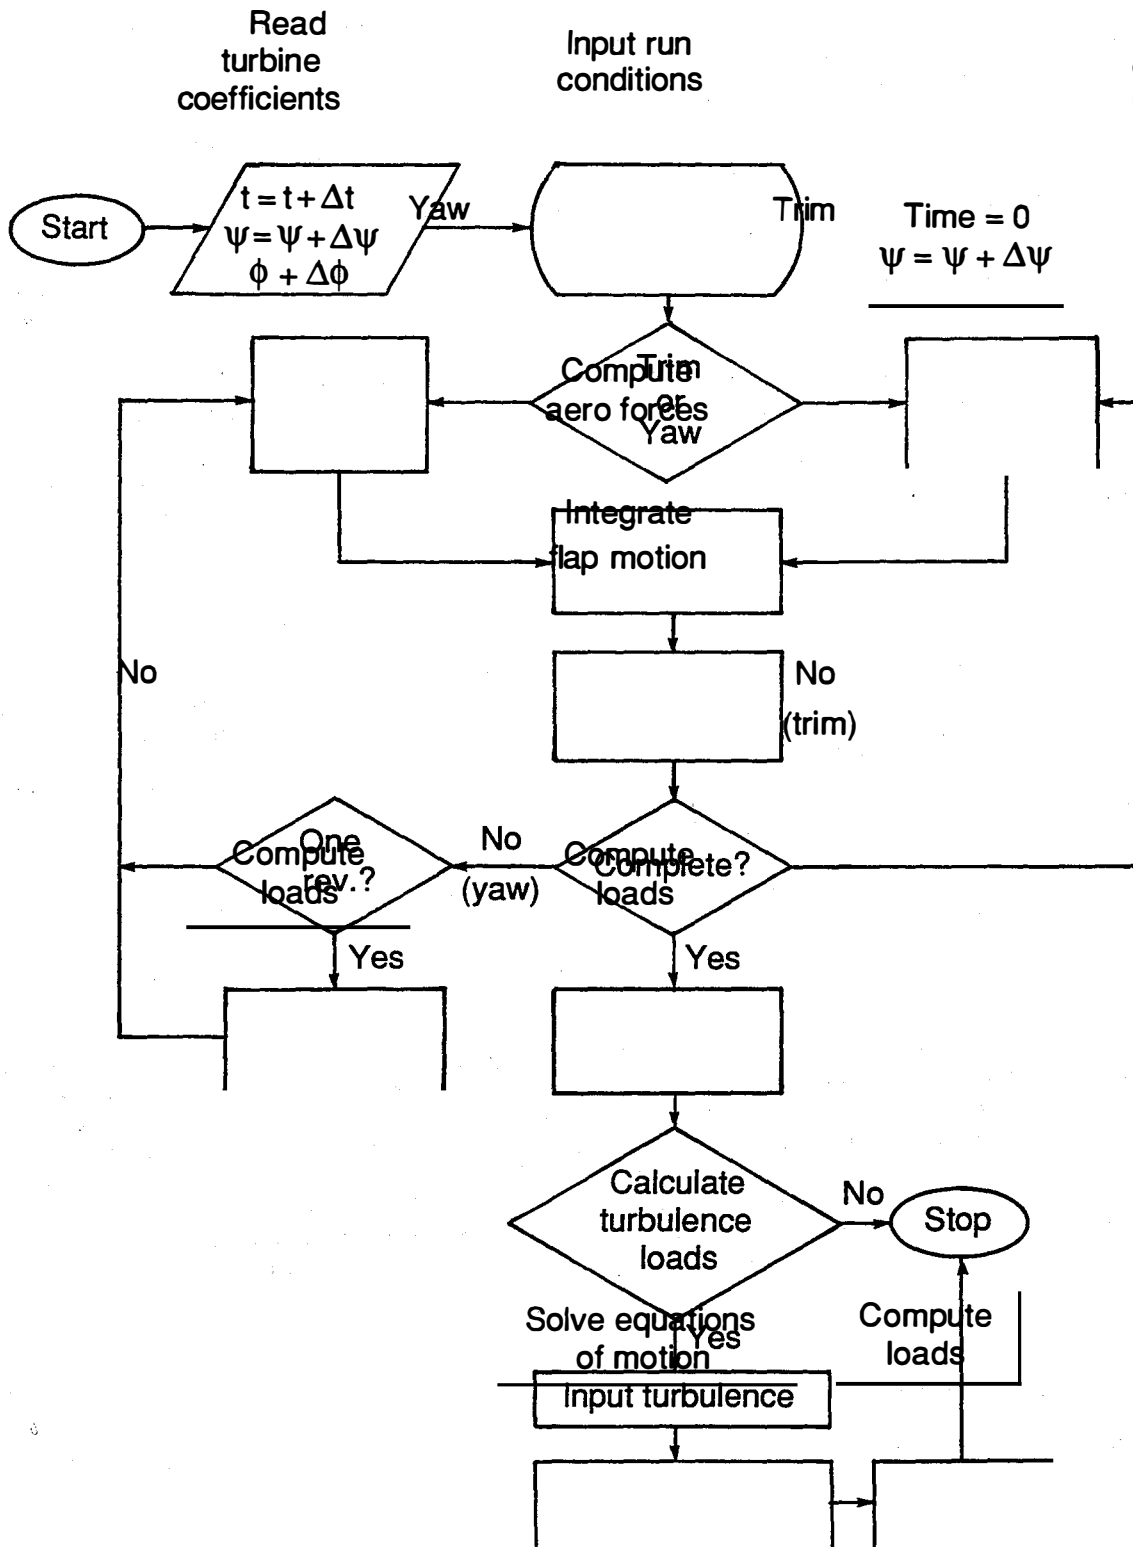 Read
turbine
coefficients
Input run
conditions
Start
t = t + Δt
ψ = ψ + Δψ
ϕ + Δϕ
Yaw
Trim
Time = 0
ψ = ψ + Δψ
Compute
aero forces
Trim
or
Yaw
Integrate
flap motion
No
No
(trim)
One
rev.?
Compute
loads
No
(yaw)
Compute
loads
Complete?
Yes
Yes
Calculate
turbulence
loads
No
Stop
Solve equations
of motion
Yes
Compute
loads
Input turbulence